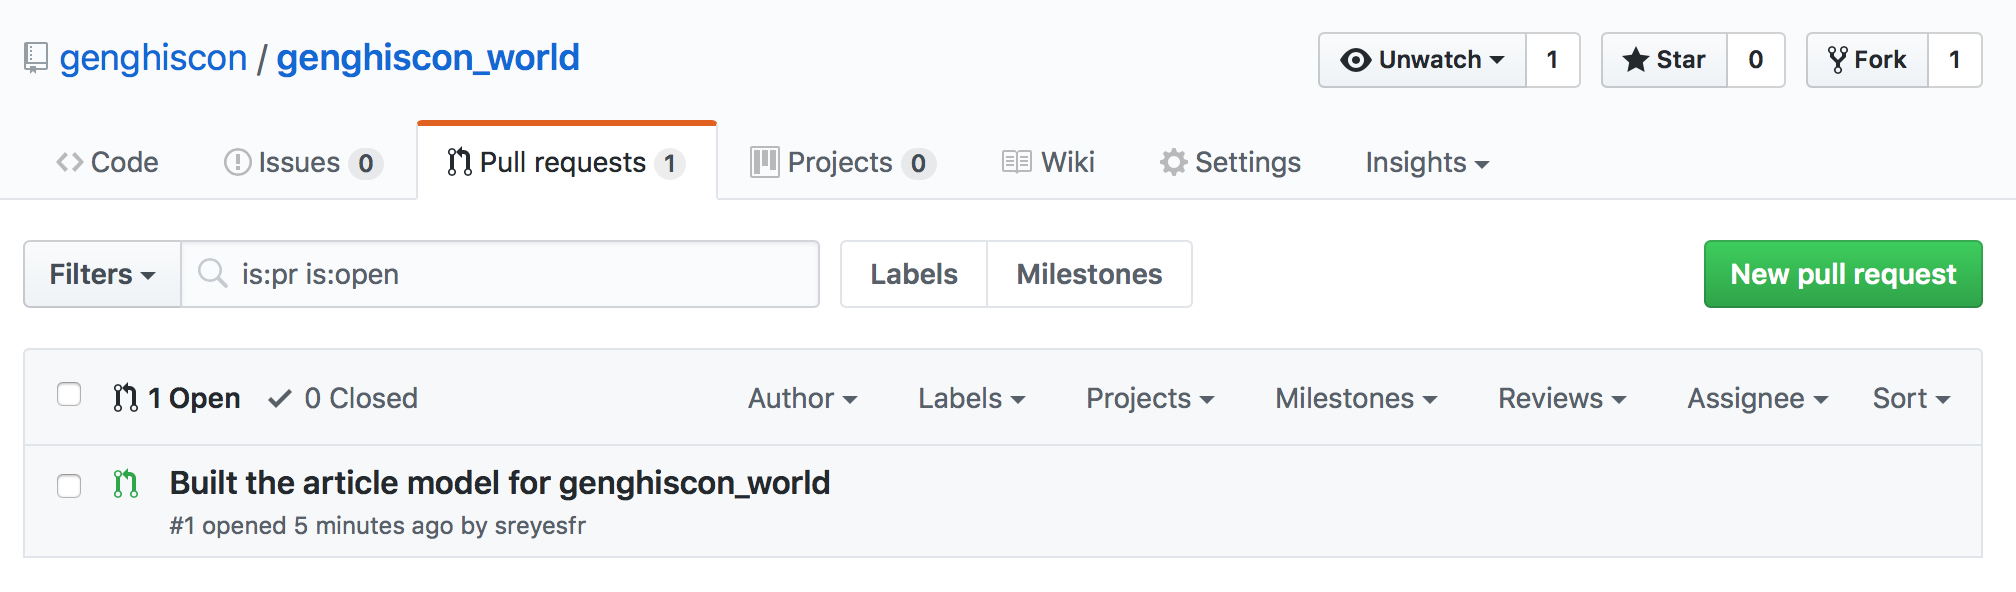 genghiscon / genghiscon_world
Unwatch 1 Star 0 Fork 1
Code Issues 0 Pull requests 1 Projects 0 Wiki Settings Insights
Filters is:pr is:open Labels Milestones New pull request
1 Open 0 Closed Author Labels Projects Milestones Reviews Assignee Sort
Built the article model for genghiscon_world
#1 opened 5 minutes ago by sreyesfr